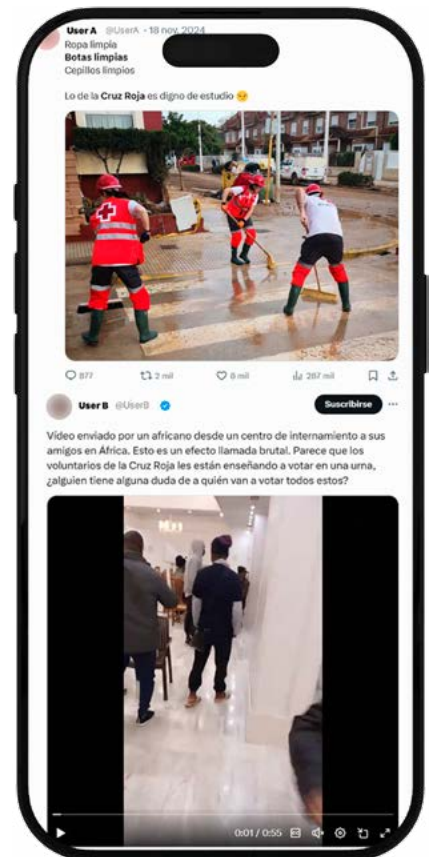 User A @UserA · 18 nov. 2024
Ropa limpia
Botas limpias
Cepillos limpios
Lo de la Cruz Roja es digno de estudio 😏
877 2 mil 6 mil 267 mil
User B @UserB Suscribirse ···
Vídeo enviado por un africano desde un centro de internamiento a sus
amigos en África. Esto es un efecto llamada brutal. Parece que los
voluntarios de la Cruz Roja les están enseñando a votar en una urna,
¿alguien tiene alguna duda de a quién van a votar todos estos?
0:01 / 0:55